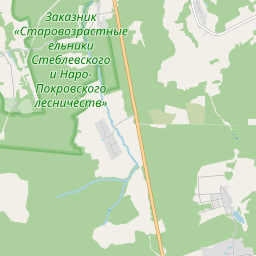 Заказник
«Старовозрастные
ельники
Стеблевского
и Наро-
Покровского
лесничеств»